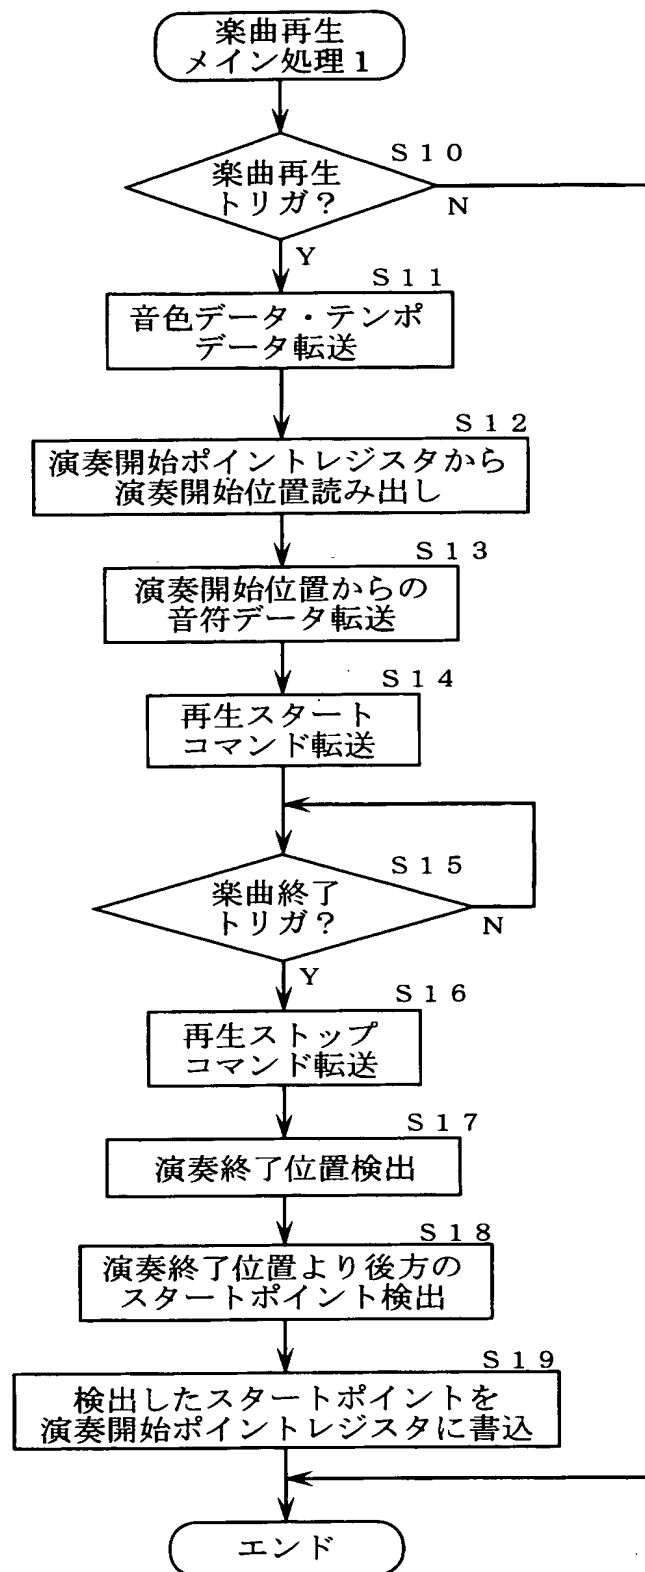 楽曲再生
メイン処理1
S10
楽曲再生
トリガ?
N
Y
S11
音色データ・テンポ
データ転送
S12
演奏開始ポイントレジスタから
演奏開始位置読み出し
S13
演奏開始位置からの
音符データ転送
S14
再生スタート
コマンド転送
S15
楽曲終了
トリガ?
N
Y
S16
再生ストップ
コマンド転送
S17
演奏終了位置検出
S18
演奏終了位置より後方の
スタートポイント検出
S19
検出したスタートポイントを
演奏開始ポイントレジスタに書込
エンド